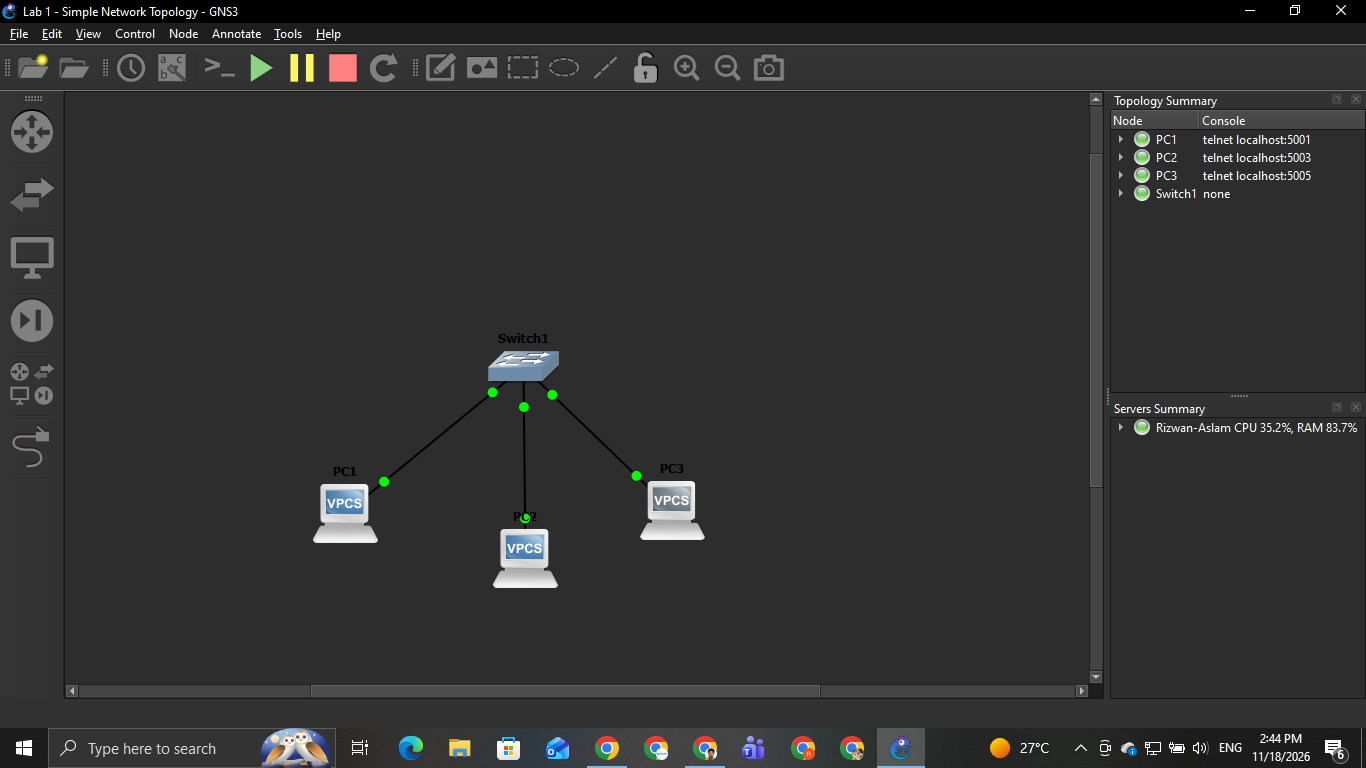 Lab 1 - Simple Network Topology - GNS3
File Edit View Control Node Annotate Tools Help
a c
b
>_
Topology Summary
Node Console
PC1 telnet localhost:5001
PC2 telnet localhost:5003
PC3 telnet localhost:5005
Switch1 none
Switch1
Servers Summary
Rizwan-Aslam CPU 35.2%, RAM 83.7%
PC1
VPCS
PC2
VPCS
PC3
VPCS
Type here to search
27°C
ENG
2:44 PM
11/18/2026
6